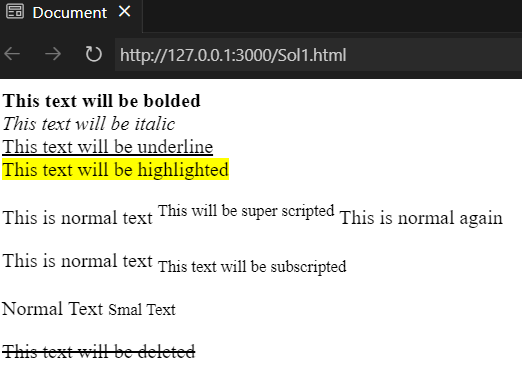 Document
http://127.0.0.1:3000/Sol1.html
This text will be bolded
This text will be italic
This text will be underline
This text will be highlighted
This is normal text This will be super scripted This is normal again
This is normal text This text will be subscripted
Normal Text Smal Text
This text will be deleted